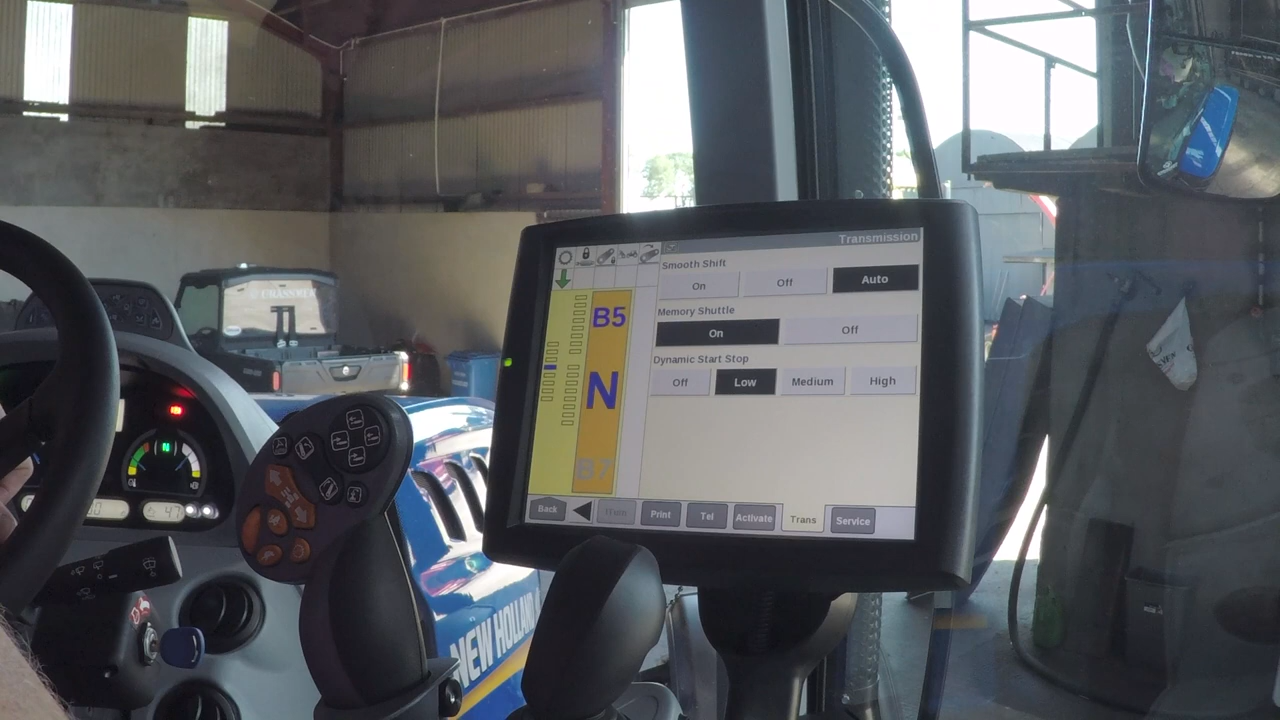 Transmission
Smooth Shift
On Off Auto
Memory Shuttle
On Off
Dynamic Start Stop
Off Low Medium High
B5
N
B7
Back Print Tel Activate Trans Service
NEW HOLLAND
N
47